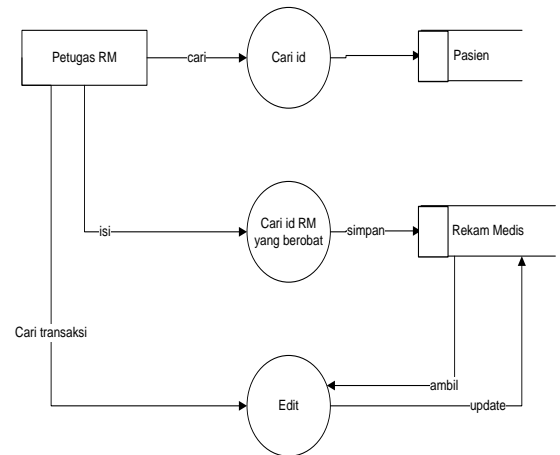 Petugas RM
cari
Cari id
Pasien
isi
Cari id RM
yang berobat
simpan
Rekam Medis
Cari transaksi
Edit
ambil
update